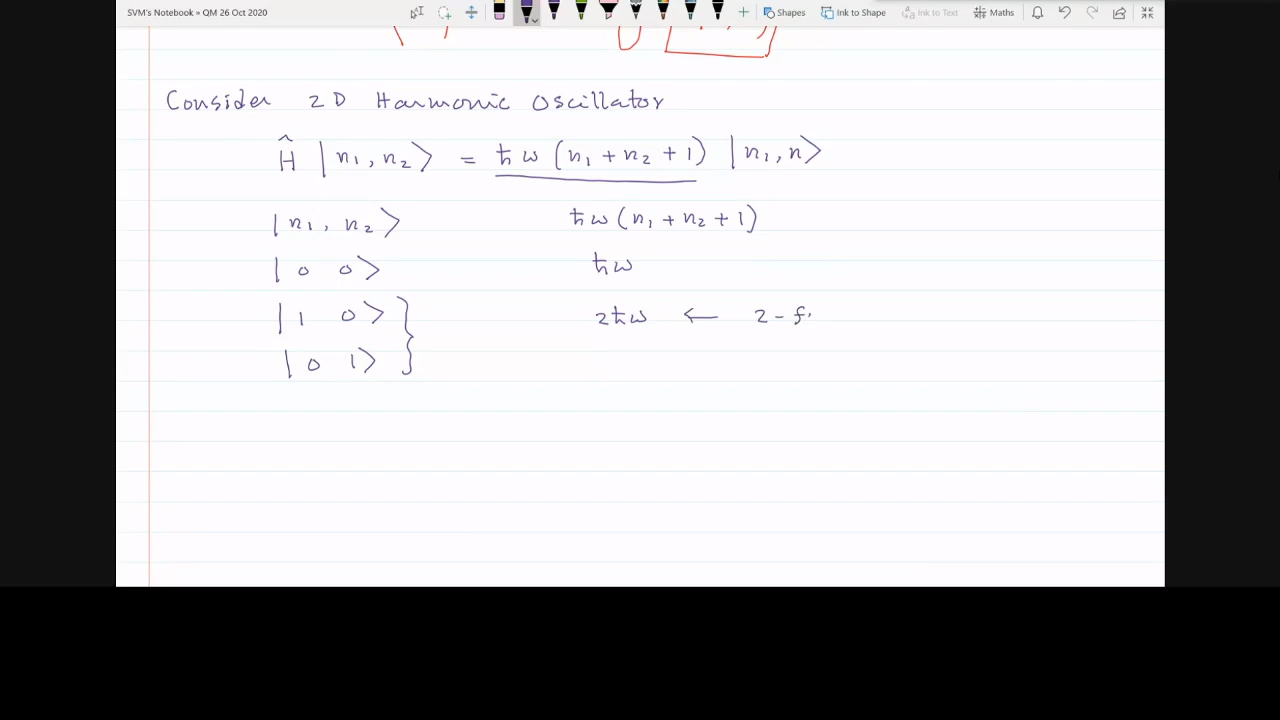 SVM's Notebook » QM 26 Oct 2020
Shapes Ink to Shape Ink to Text Maths
Consider 2D Harmonic Oscillator
Ĥ |n₁, n₂⟩ = ħω (n₁ + n₂ + 1) |n₁, n⟩
|n₁, n₂⟩ ħω(n₁ + n₂ + 1)
|0 0⟩ ħω
|1 0⟩ } 2ħω ← 2-f
|0 1⟩